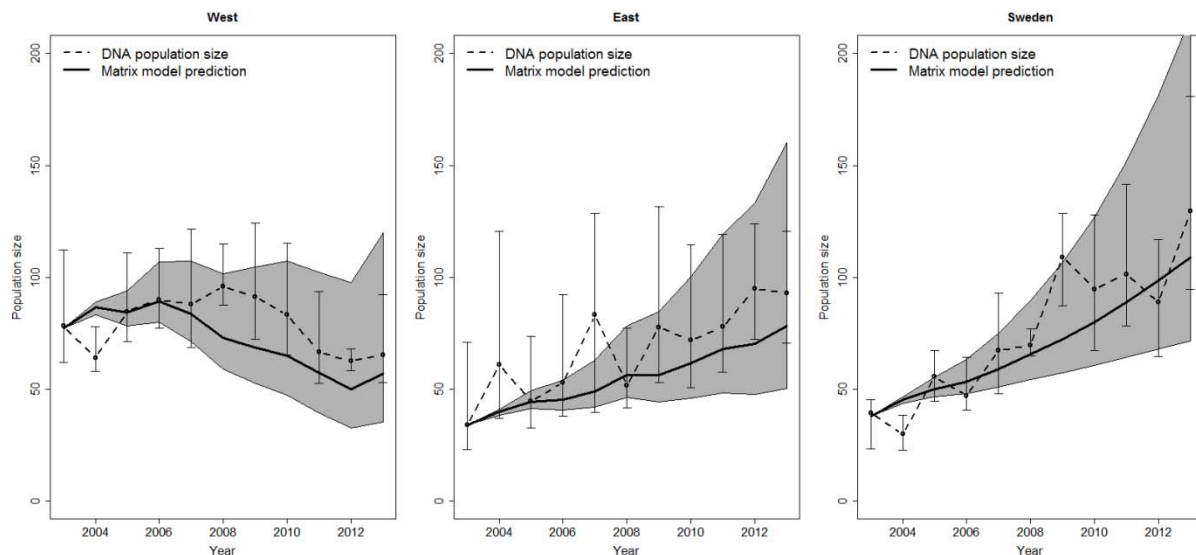 West
DNA population size
Matrix model prediction
200
150
100
50
0
Population size
2004 2006 2008 2010 2012
Year
East
DNA population size
Matrix model prediction
200
150
100
50
0
Population size
2004 2006 2008 2010 2012
Year
Sweden
DNA population size
Matrix model prediction
200
150
100
50
0
Population size
2004 2006 2008 2010 2012
Year